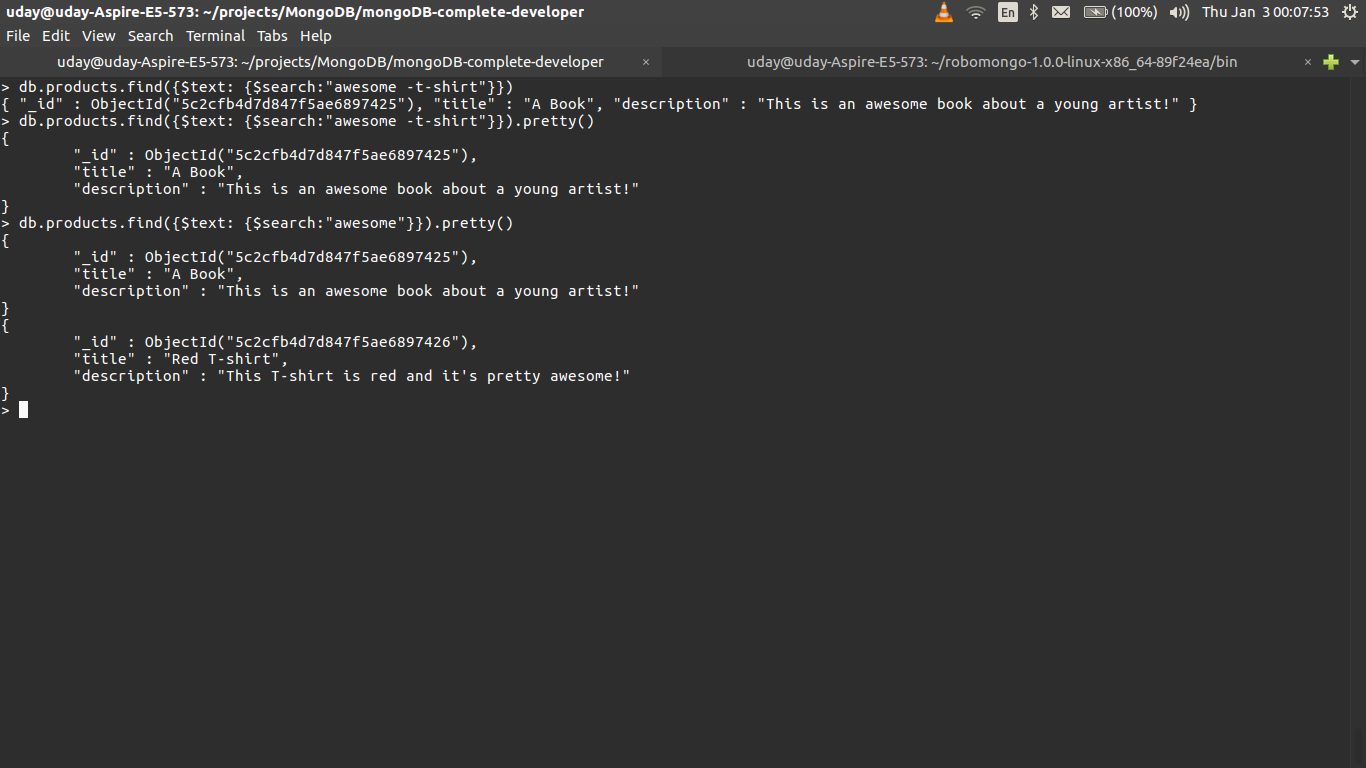 uday@uday-Aspire-E5-573: ~/projects/MongoDB/mongoDB-complete-developer En (100%) Thu Jan 3 00:07:53
File Edit View Search Terminal Tabs Help
uday@uday-Aspire-E5-573: ~/projects/MongoDB/mongoDB-complete-developer × uday@uday-Aspire-E5-573: ~/robomongo-1.0.0-linux-x86_64-89f24ea/bin ×
> db.products.find({$text: {$search:"awesome -t-shirt"}})
{ "_id" : ObjectId("5c2cfb4d7d847f5ae6897425"), "title" : "A Book", "description" : "This is an awesome book about a young artist!" }
> db.products.find({$text: {$search:"awesome -t-shirt"}}).pretty()
{
        "_id" : ObjectId("5c2cfb4d7d847f5ae6897425"),
        "title" : "A Book",
        "description" : "This is an awesome book about a young artist!"
}
> db.products.find({$text: {$search:"awesome"}}).pretty()
{
        "_id" : ObjectId("5c2cfb4d7d847f5ae6897425"),
        "title" : "A Book",
        "description" : "This is an awesome book about a young artist!"
}
{
        "_id" : ObjectId("5c2cfb4d7d847f5ae6897426"),
        "title" : "Red T-shirt",
        "description" : "This T-shirt is red and it's pretty awesome!"
}
>